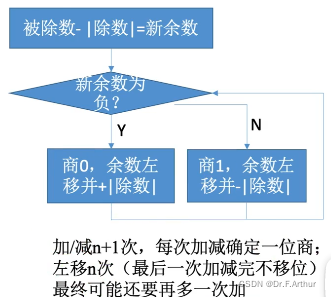 被除数- |除数|=新余数
新余数为
负?
Y
N
商0，余数左
移并+|除数|
商1，余数左
移并-|除数|
加/减n+1次，每次加减确定一位商；
左移n次（最后一次加减完不移位）
最终可能还要再多一次加
CSDN @Dr.F.Arthur